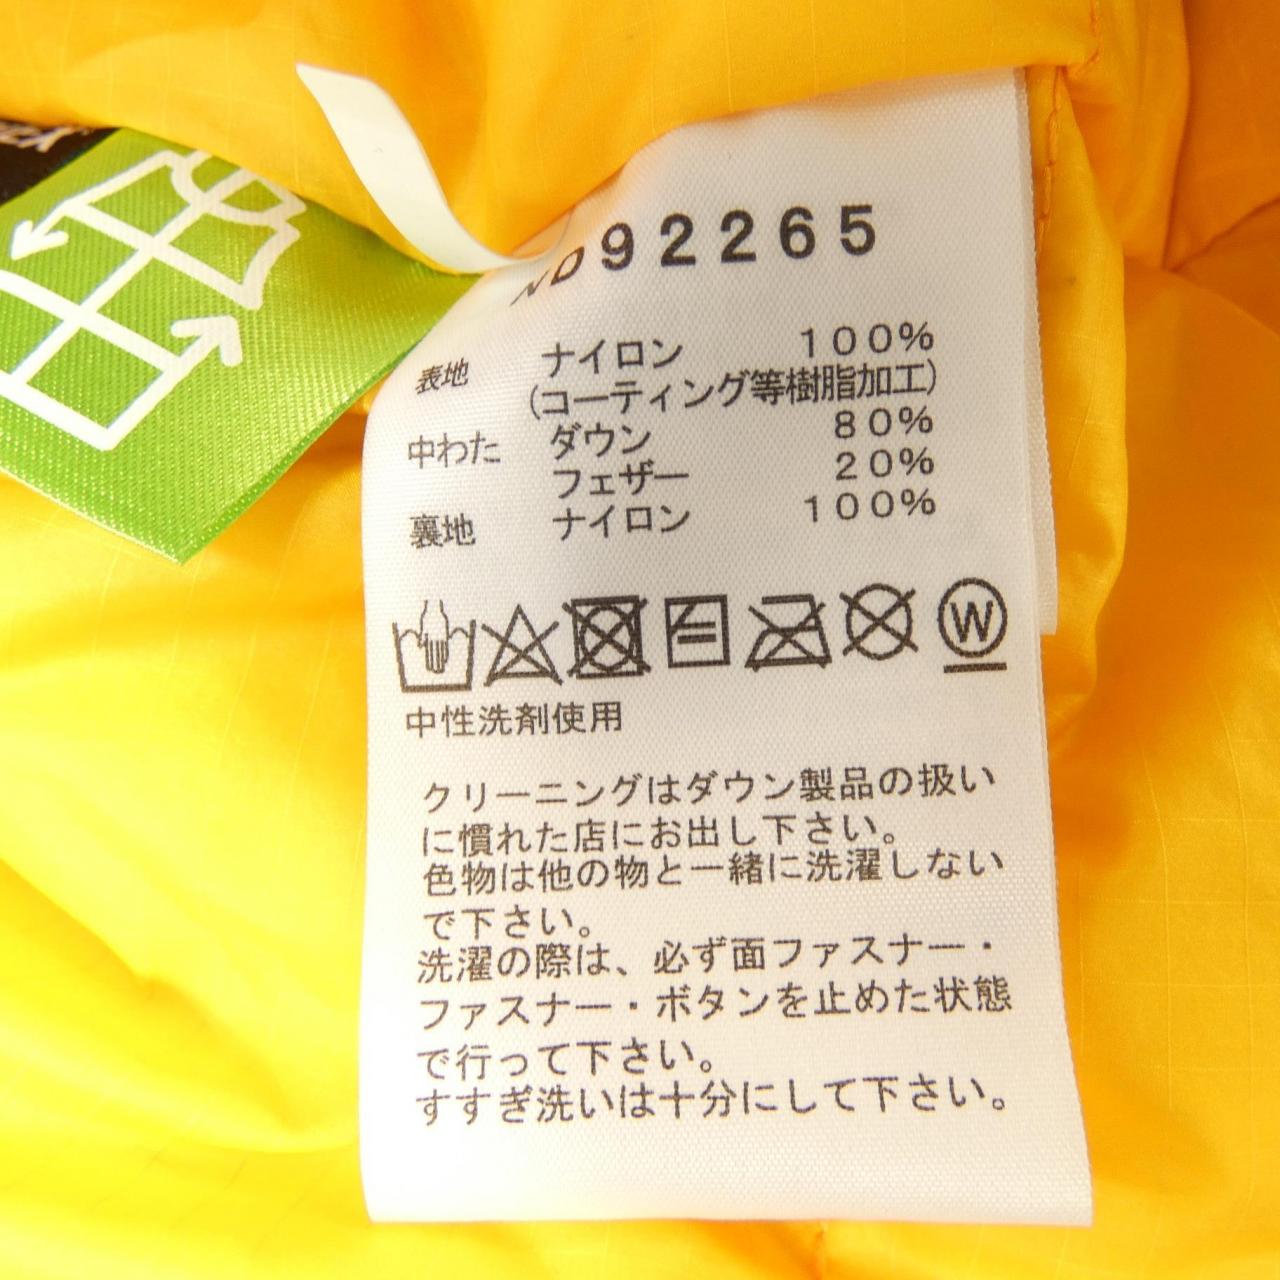 ND92265
表地 ナイロン 100%
(コーティング等樹脂加工)
中わた ダウン 80%
フェザー 20%
裏地 ナイロン 100%
W
中性洗剤使用
クリーニングはダウン製品の扱い
に慣れた店にお出し下さい。
色物は他の物と一緒に洗濯しない
で下さい。
洗濯の際は、必ず面ファスナー・
ファスナー・ボタンを止めた状態
で行って下さい。
すすぎ洗いは十分にして下さい。